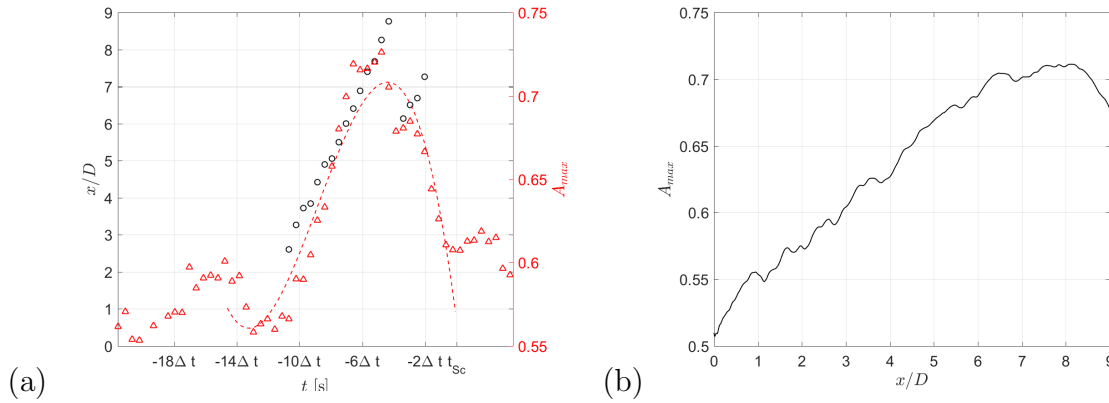 9
8
7
6
5
4
3
2
1
0
x/D
0.75
0.7
0.65
0.6
0.55
A_max
-18Δ t
-14Δ t
-10Δ t
-6Δ t
-2Δ t
t_Sc
t [s]
(a)
0.75
0.7
0.65
0.6
0.55
0.5
A_max
0 1 2 3 4 5 6 7 8 9
x/D
(b)